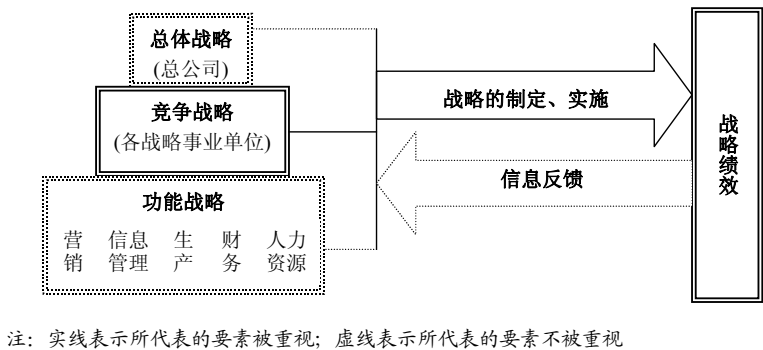 总体战略
(总公司)
竞争战略
(各战略事业单位)
功能战略
营 信息 生 财 人力
销 管理 产 务 资源
战略的制定、实施
信息反馈
战略绩效
注：实线表示所代表的要素被重视；虚线表示所代表的要素不被重视